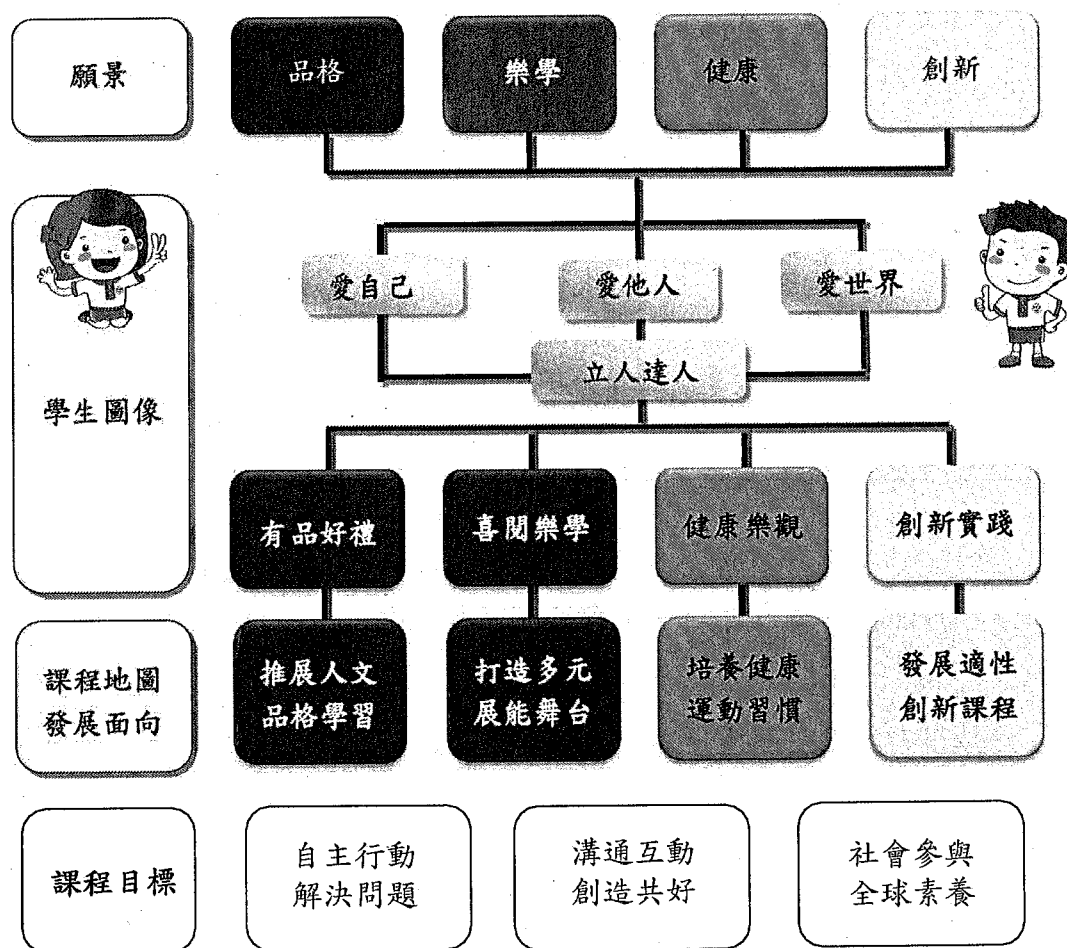 願景
品格
樂學
健康
創新
愛自己
愛他人
愛世界
立人達人
學生圖像
有品好禮
喜閱樂學
健康樂觀
創新實踐
課程地圖
發展面向
推展人文
品格學習
打造多元
展能舞台
培養健康
運動習慣
發展適性
創新課程
課程目標
自主行動
解決問題
溝通互動
創造共好
社會參與
全球素養